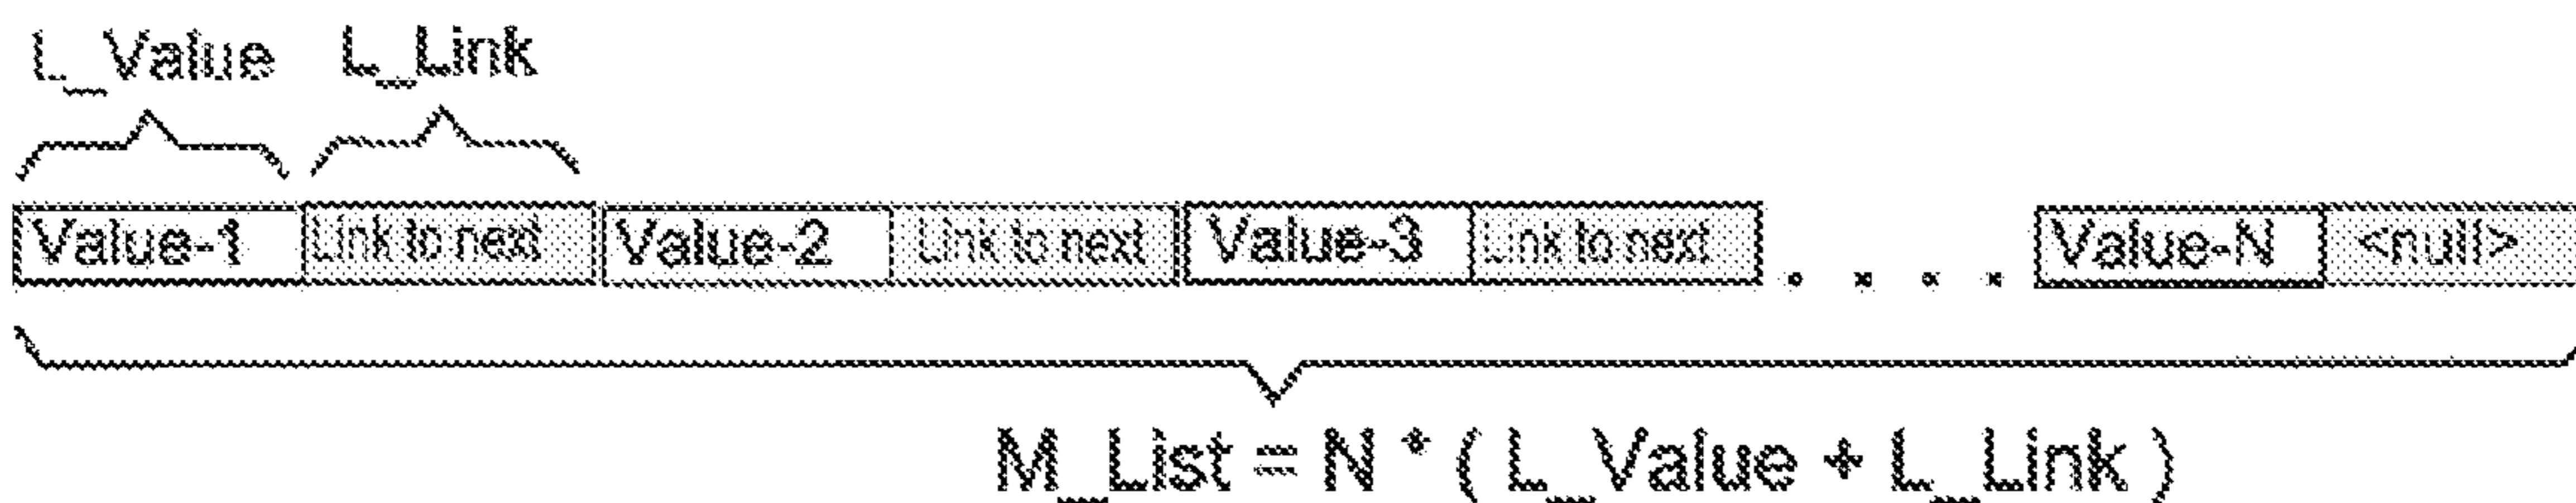 L_Value L_Link
Value-1 Link to next Value-2 Link to next Value-3 Link to next . . . . Value-N <null>
M_List = N * ( L_Value + L_Link )